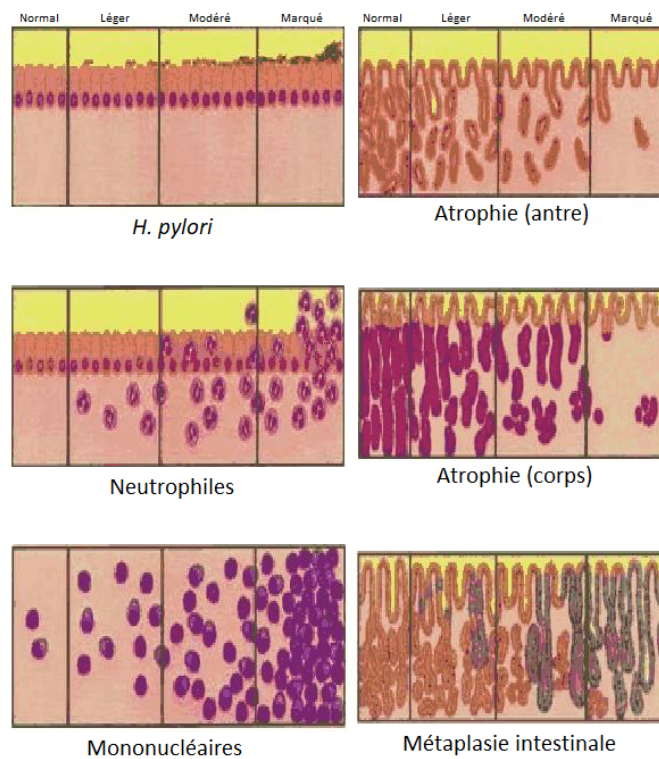 Normal Léger Modéré Marqué
Normal Léger Modéré Marqué
H. pylori
Atrophie (antre)
Neutrophiles
Atrophie (corps)
Mononucléaires
Métaplasie intestinale